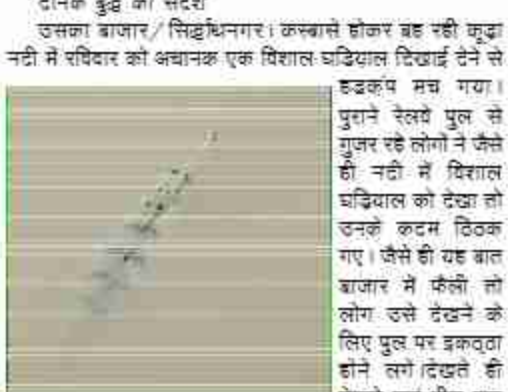 दैनिक बुद्ध का संदेश
उसका बाजार/सिद्धार्थनगर। कस्बासे होकर बह रही कूढ़ा
नदी में रविवार को अचानक एक विशाल घड़ियाल दिखाई देने से
हड़कंप मच गया।
पुराने रेलवे पुल से
गुजर रहे लोगों ने जैसे
ही नदी में विशाल
घड़ियाल को देखा तो
उनके कदम ठिठक
गए। जैसे ही यह बात
बाजार में फैली तो
लोग उसे देखने के
लिए पुल पर इकट्ठा
होने लगे।देखते ही